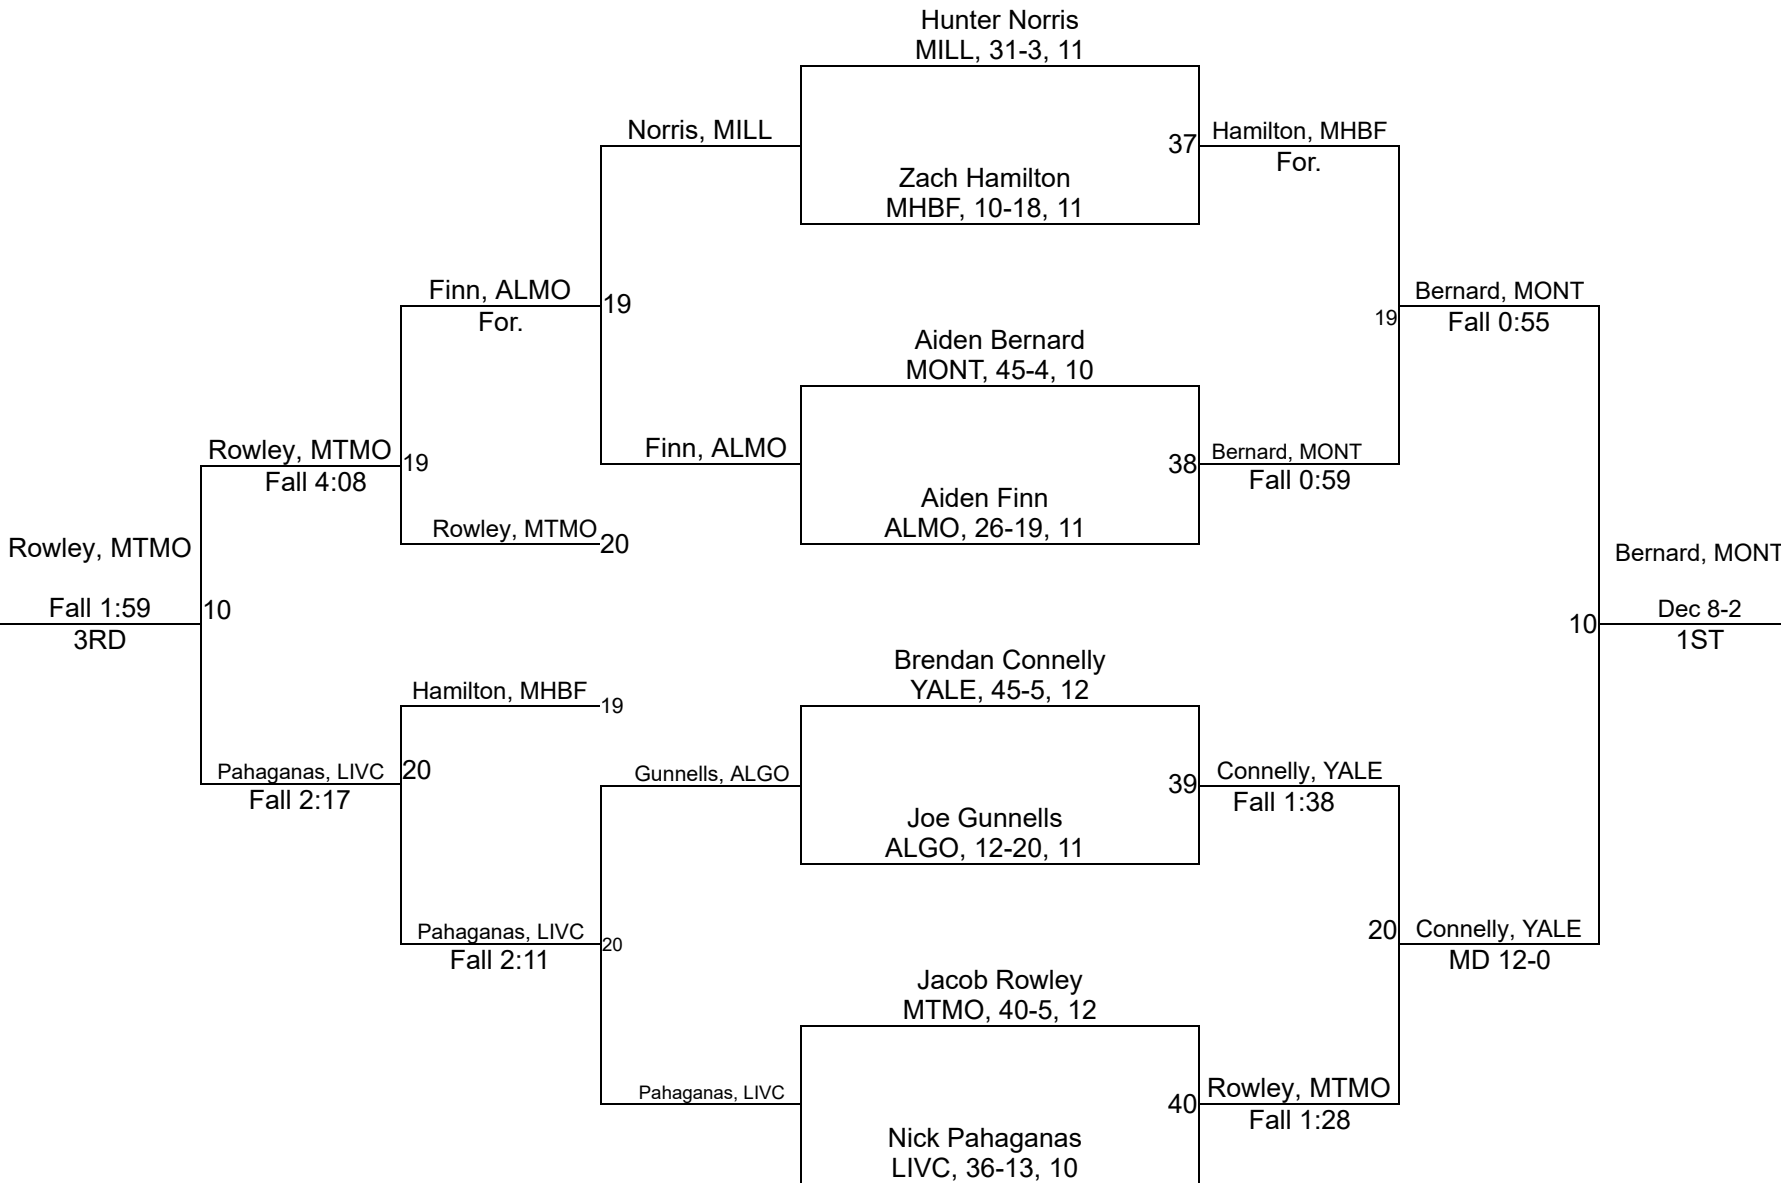 Hunter Norris
MILL, 31-3, 11
Norris, MILL
37
Hamilton, MHBF
For.
Zach Hamilton
MHBF, 10-18, 11
Finn, ALMO
For.
19
19
Bernard, MONT
Fall 0:55
Aiden Bernard
MONT, 45-4, 10
Rowley, MTMO
Fall 4:08
19
Finn, ALMO
38
Bernard, MONT
Fall 0:59
Aiden Finn
ALMO, 26-19, 11
Rowley, MTMO
20
Rowley, MTMO
Fall 1:59
3RD
10
Bernard, MONT
10
Dec 8-2
1ST
Brendan Connelly
YALE, 45-5, 12
Hamilton, MHBF
19
Pahaganas, LIVC
Fall 2:17
20
Gunnells, ALGO
39
Connelly, YALE
Fall 1:38
Joe Gunnells
ALGO, 12-20, 11
Pahaganas, LIVC
Fall 2:11
20
20
Connelly, YALE
MD 12-0
Jacob Rowley
MTMO, 40-5, 12
Pahaganas, LIVC
40
Rowley, MTMO
Fall 1:28
Nick Pahaganas
LIVC, 36-13, 10